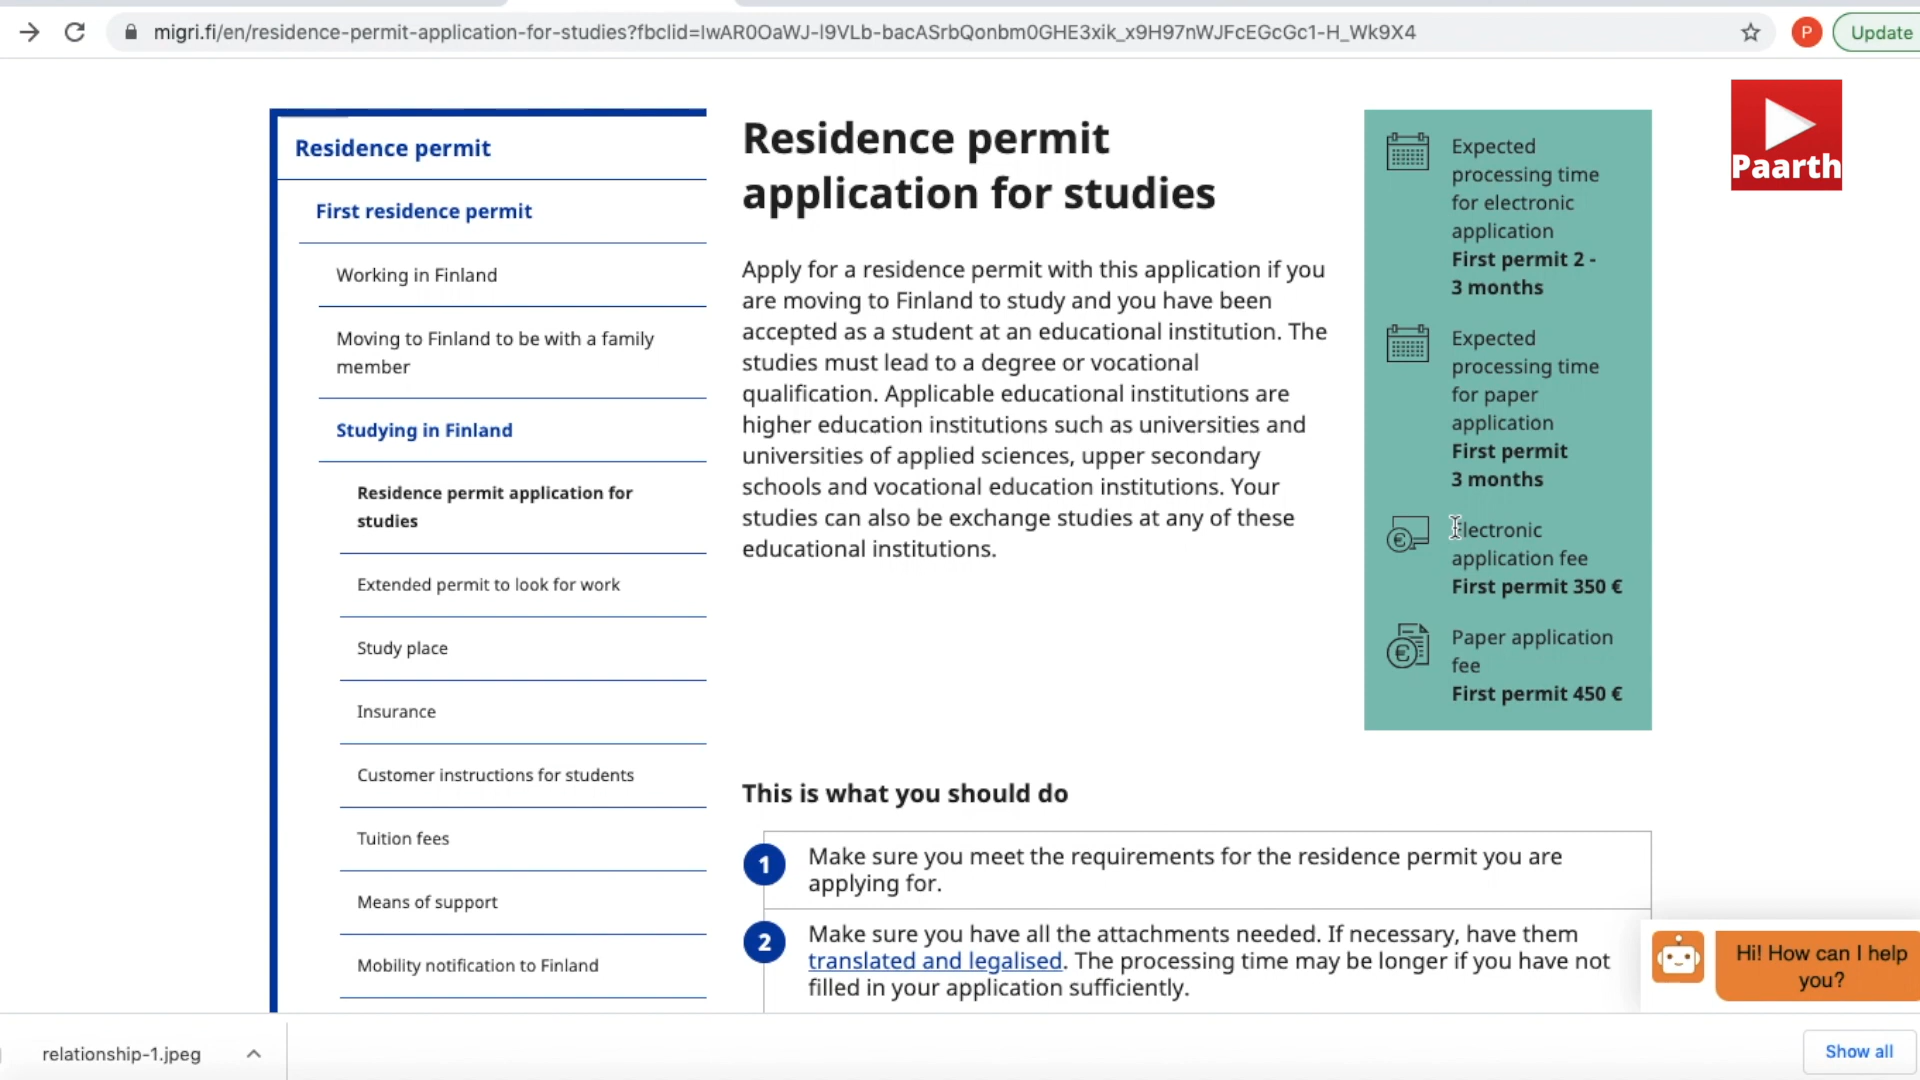 migri.fi/en/residence-permit-application-for-studies?fbclid=IwAR0OaWJ-l9VLb-bacASrbQonbm0GHE3xik_x9H97nWJFcEGcGc1-H_Wk9X4
P
Update
Residence permit
First residence permit
Working in Finland
Moving to Finland to be with a family
member
Studying in Finland
Residence permit application for
studies
Extended permit to look for work
Study place
Insurance
Customer instructions for students
Tuition fees
Means of support
Mobility notification to Finland
Residence permit
application for studies
Apply for a residence permit with this application if you
are moving to Finland to study and you have been
accepted as a student at an educational institution. The
studies must lead to a degree or vocational
qualification. Applicable educational institutions are
higher education institutions such as universities and
universities of applied sciences, upper secondary
schools and vocational education institutions. Your
studies can also be exchange studies at any of these
educational institutions.
Expected
processing time
for electronic
application
First permit 2 -
3 months
Expected
processing time
for paper
application
First permit
3 months
Electronic
application fee
First permit 350 €
Paper application
fee
First permit 450 €
Paarth
This is what you should do
1
Make sure you meet the requirements for the residence permit you are
applying for.
2
Make sure you have all the attachments needed. If necessary, have them
translated and legalised. The processing time may be longer if you have not
filled in your application sufficiently.
Hi! How can I help
you?
relationship-1.jpeg
Show all